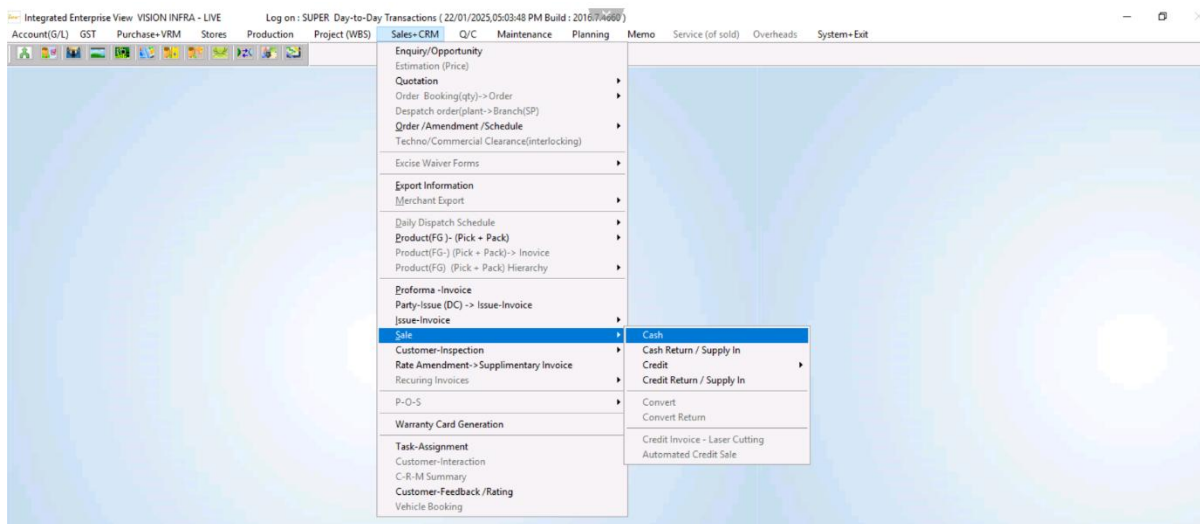 Integrated Enterprise View VISION INFRA - LIVE Log on : SUPER Day-to-Day Transactions ( 22/01/2025,05:03:48 PM Build : 2016.7.4660 )
Account(G/L) GST Purchase+VRM Stores Production Project (WBS) Sales+CRM Q/C Maintenance Planning Memo Service (of sold) Overheads System+Exit
Enquiry/Opportunity
Estimation (Price)
Quotation
Order Booking(qty)->Order
Despatch order(plant->Branch(SP)
Order /Amendment /Schedule
Techno/Commercial Clearance(interlocking)
Excise Waiver Forms
Export Information
Merchant Export
Daily Dispatch Schedule
Product(FG )- (Pick + Pack)
Product(FG-) (Pick + Pack)-> Inovice
Product(FG) (Pick + Pack) Hierarchy
Proforma -Invoice
Party-Issue (DC) -> Issue-Invoice
Issue-Invoice
Sale
Cash
Customer-Inspection
Cash Return / Supply In
Rate Amendment->Supplimentary Invoice
Credit
Recuring Invoices
Credit Return / Supply In
P-O-S
Convert
Convert Return
Warranty Card Generation
Credit Invoice - Laser Cutting
Task-Assignment
Automated Credit Sale
Customer-Interaction
C-R-M Summary
Customer-Feedback /Rating
Vehicle Booking